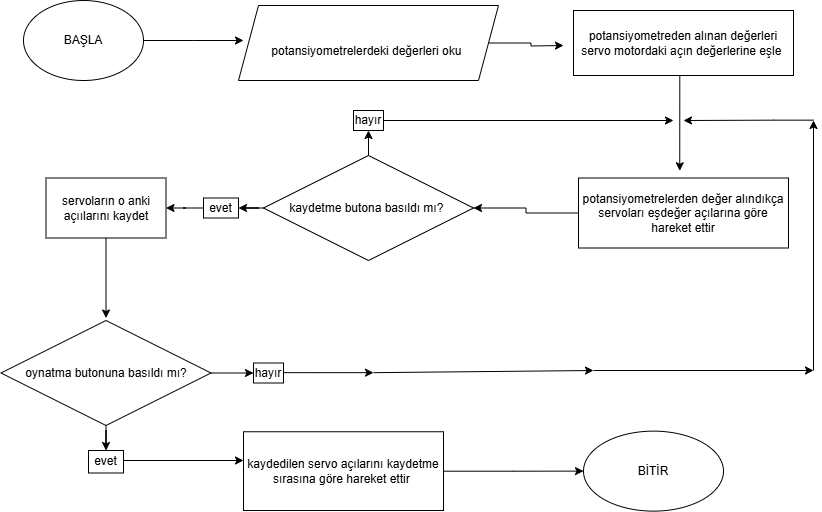 BAŞLA
potansiyometrelerdeki değerleri oku
potansiyometreden alınan değerleri
servo motordaki açın değerlerine eşle
hayır
kaydetme butona basıldı mı?
evet
servoların o anki
açıılarını kaydet
potansiyometrelerden değer alındıkça
servoları eşdeğer açılarına göre
hareket ettir
oynatma butonuna basıldı mı?
hayır
evet
kaydedilen servo açılarını kaydetme
sırasına göre hareket ettir
BİTİR